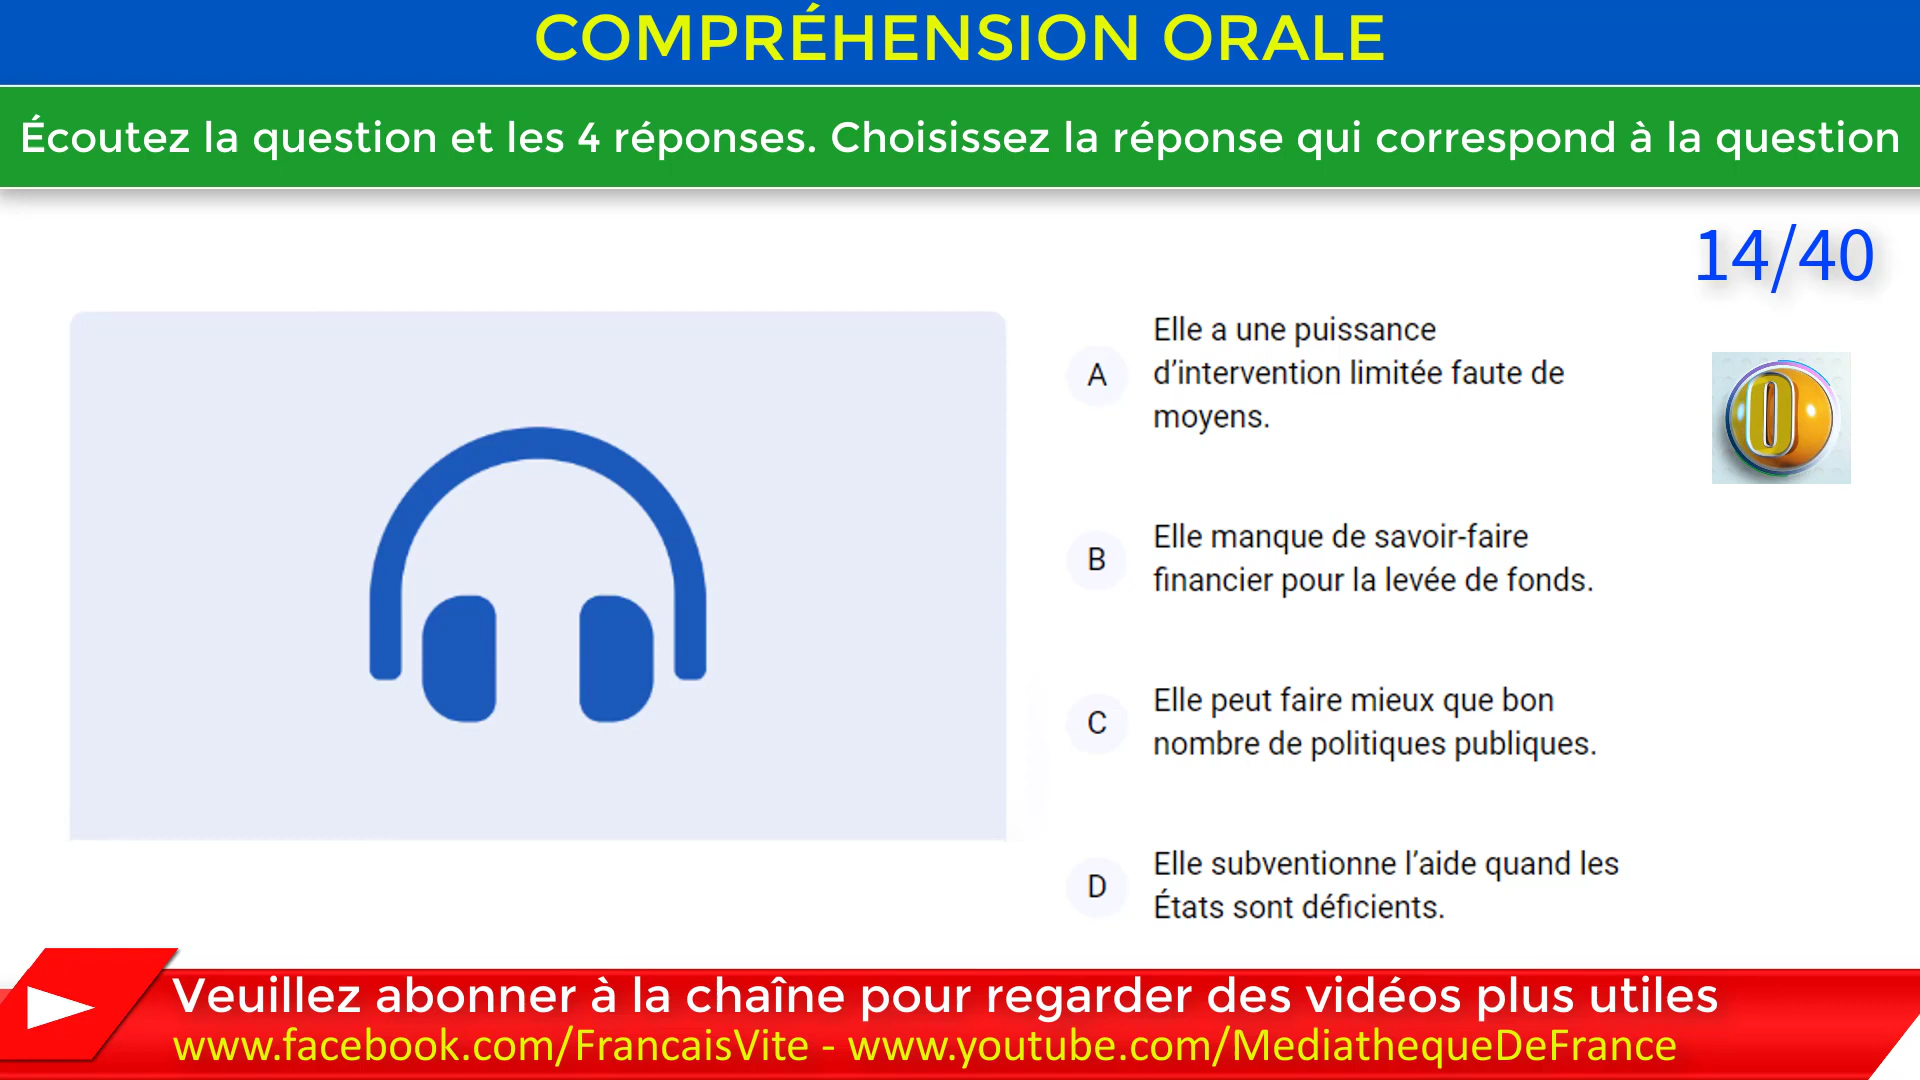 COMPRÉHENSION ORALE
Écoutez la question et les 4 réponses. Choisissez la réponse qui correspond à la question
14/40
A
Elle a une puissance
d’intervention limitée faute de
moyens.
0
B
Elle manque de savoir-faire
financier pour la levée de fonds.
C
Elle peut faire mieux que bon
nombre de politiques publiques.
D
Elle subventionne l’aide quand les
États sont déficients.
Veuillez abonner à la chaîne pour regarder des vidéos plus utiles
www.facebook.com/FrancaisVite - www.youtube.com/MediathequeDeFrance